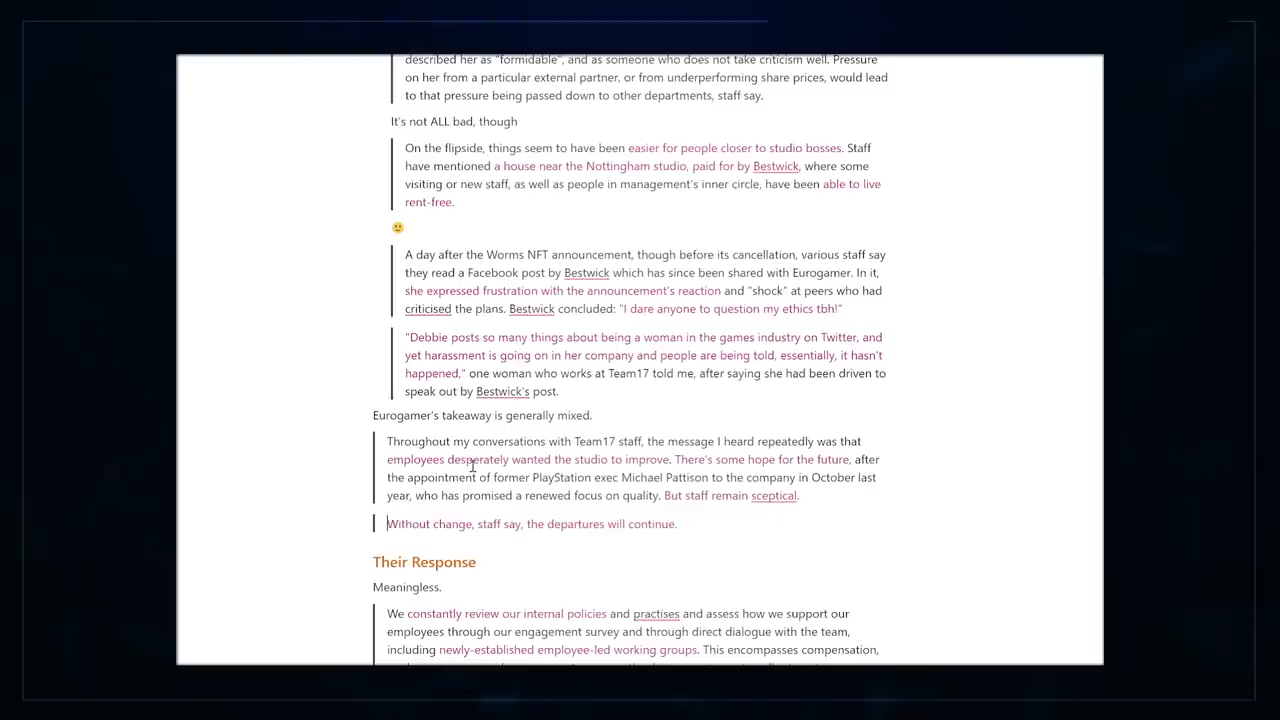 described her as "formidable", and as someone who does not take criticism well. Pressure
on her from a particular external partner, or from underperforming share prices, would lead
to that pressure being passed down to other departments, staff say.
It's not ALL bad, though
On the flipside, things seem to have been easier for people closer to studio bosses. Staff
have mentioned a house near the Nottingham studio, paid for by Bestwick, where some
visiting or new staff, as well as people in management's inner circle, have been able to live
rent-free.
😐
A day after the Worms NFT announcement, though before its cancellation, various staff say
they read a Facebook post by Bestwick which has since been shared with Eurogamer. In it,
she expressed frustration with the announcement's reaction and "shock" at peers who had
criticised the plans. Bestwick concluded: "I dare anyone to question my ethics tbh!"
"Debbie posts so many things about being a woman in the games industry on Twitter, and
yet harassment is going on in her company and people are being told, essentially, it hasn't
happened," one woman who works at Team17 told me, after saying she had been driven to
speak out by Bestwick's post.
Eurogamer's takeaway is generally mixed.
Throughout my conversations with Team17 staff, the message I heard repeatedly was that
employees desperately wanted the studio to improve. There's some hope for the future, after
the appointment of former PlayStation exec Michael Pattison to the company in October last
year, who has promised a renewed focus on quality. But staff remain sceptical.
Without change, staff say, the departures will continue.
Their Response
Meaningless.
We constantly review our internal policies and practises and assess how we support our
employees through our engagement survey and through direct dialogue with the team,
including newly-established employee-led working groups. This encompasses compensation,